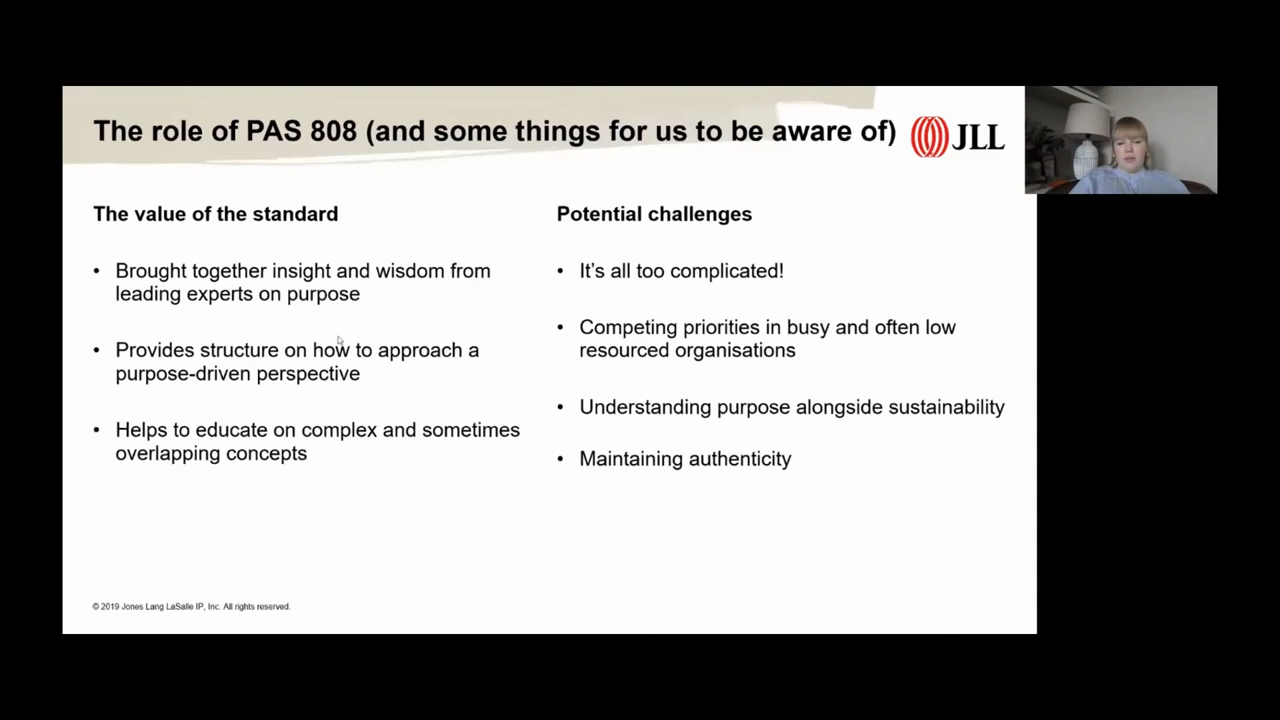 The role of PAS 808 (and some things for us to be aware of)
JLL
The value of the standard
• Brought together insight and wisdom from
leading experts on purpose
• Provides structure on how to approach a
purpose-driven perspective
• Helps to educate on complex and sometimes
overlapping concepts
Potential challenges
• It's all too complicated!
• Competing priorities in busy and often low
resourced organisations
• Understanding purpose alongside sustainability
• Maintaining authenticity
© 2019 Jones Lang LaSalle IP, Inc. All rights reserved.